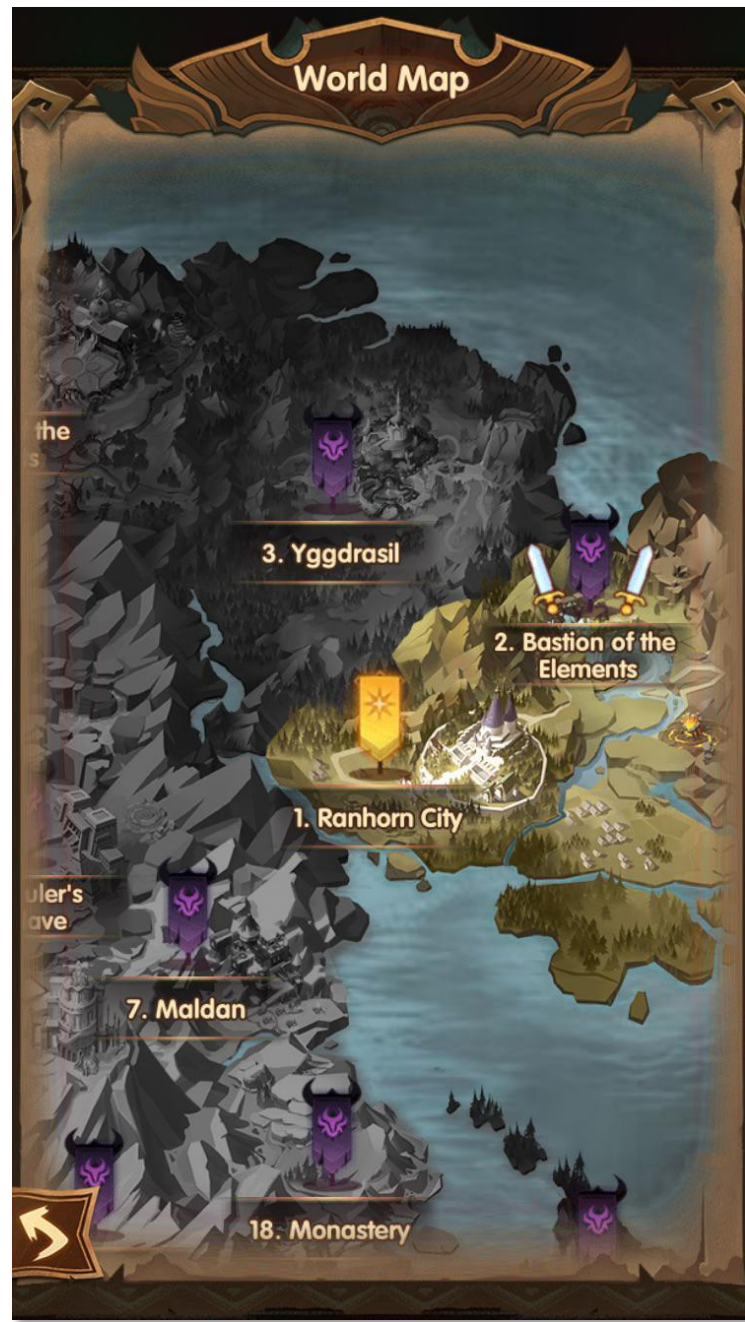 World Map
the
3. Yggdrasil
2. Bastion of the
Elements
1. Ranhorn City
7. Maldan
18. Monastery